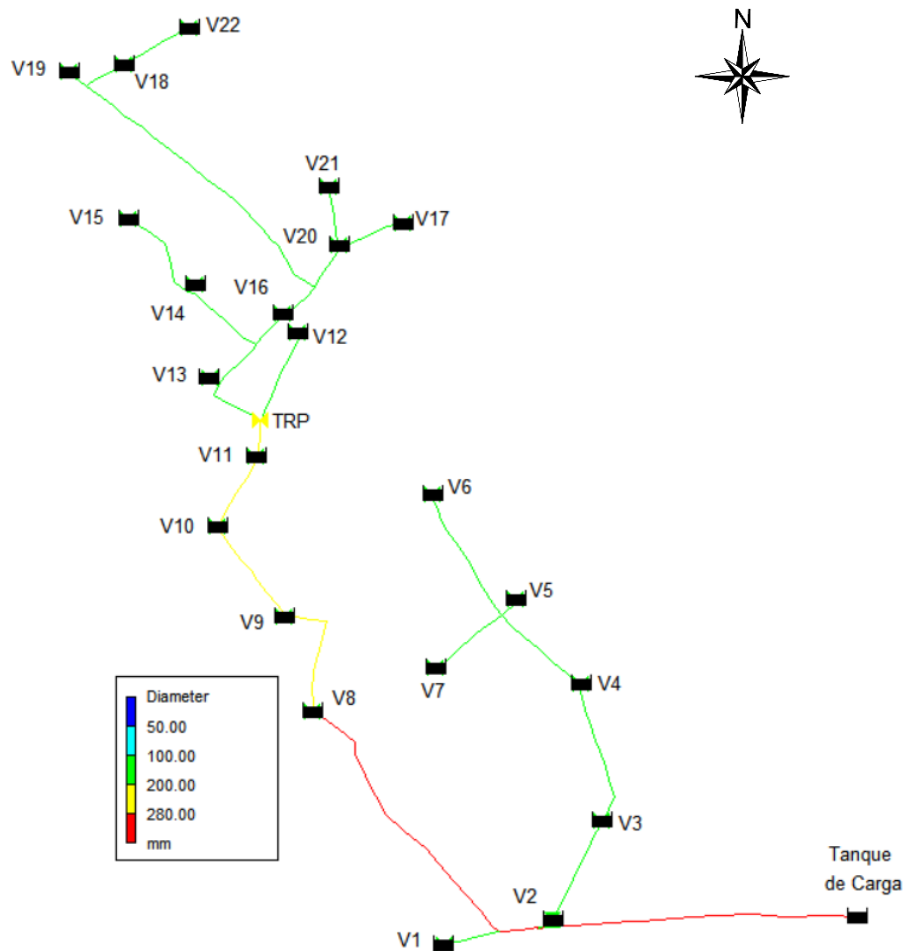 N
V22
V19
V18
V21
V15
V17
V20
V16
V14
V12
V13
TRP
V11
V6
V10
V5
V9
V7
V4
V8
Diameter
50.00
100.00
200.00
280.00
mm
V3
Tanque
de Carga
V2
V1